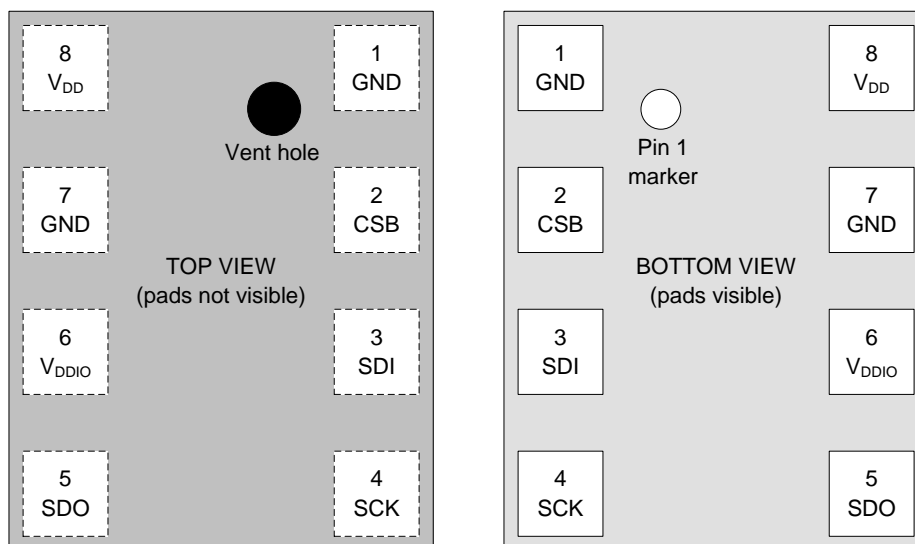 8
VDD
1
GND
Vent hole
7
GND
2
CSB
TOP VIEW
(pads not visible)
6
VDDIO
3
SDI
5
SDO
4
SCK
1
GND
8
VDD
Pin 1
marker
2
CSB
7
GND
BOTTOM VIEW
(pads visible)
3
SDI
6
VDDIO
4
SCK
5
SDO